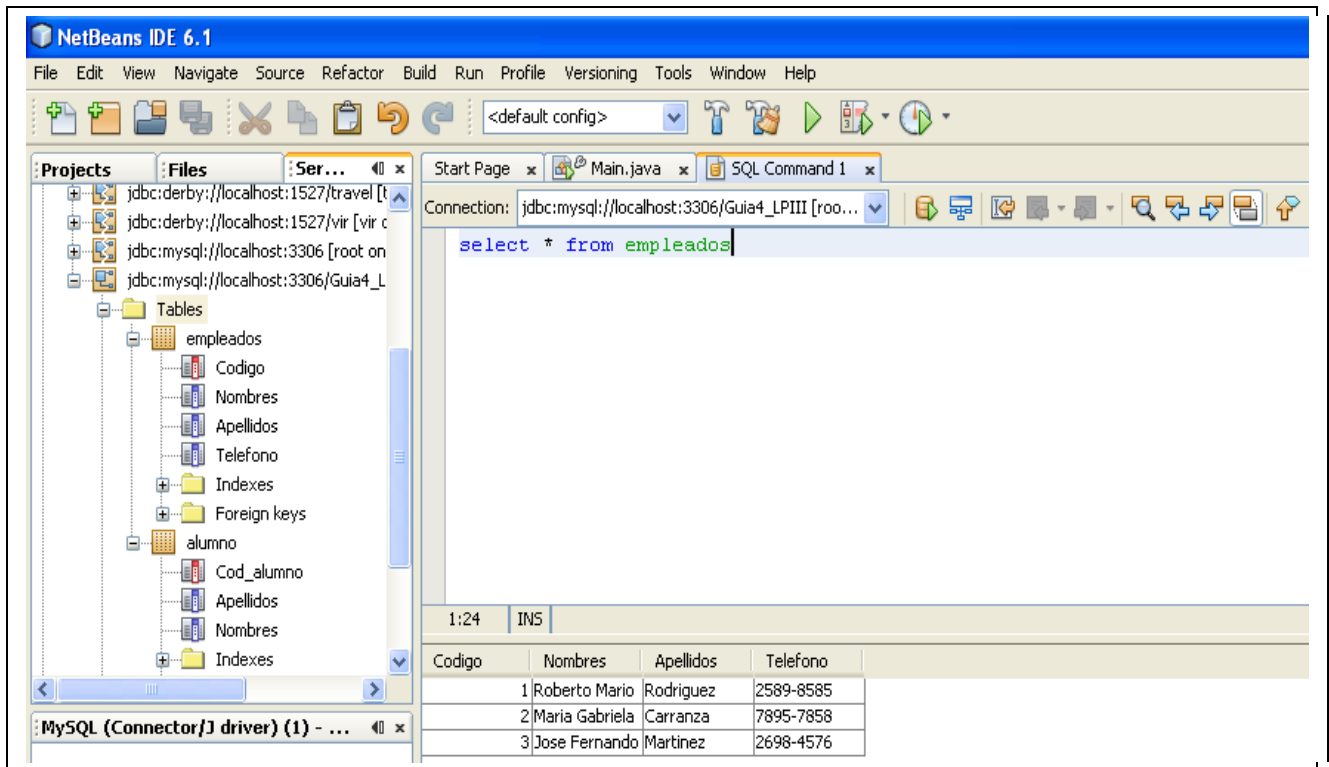 NetBeans IDE 6.1
File Edit View Navigate Source Refactor Build Run Profile Versioning Tools Window Help
<default config>
Projects Files Ser...
Start Page Main.java SQL Command 1
jdbc:derby://localhost:1527/travel [t
jdbc:derby://localhost:1527/vir [vir
jdbc:mysql://localhost:3306 [root on
jdbc:mysql://localhost:3306/Guia4_L
Tables
empleados
Codigo
Nombres
Apellidos
Telefono
Indexes
Foreign keys
alumno
Cod_alumno
Apellidos
Nombres
Indexes
MySQL (Connector/J driver) (1) - ...
Connection: jdbc:mysql://localhost:3306/Guia4_LPIII [roo...
select * from empleados
1:24 INS
Codigo Nombres Apellidos Telefono
1 Roberto Mario Rodriguez 2589-8585
2 Maria Gabriela Carranza 7895-7858
3 Jose Fernando Martinez 2698-4576